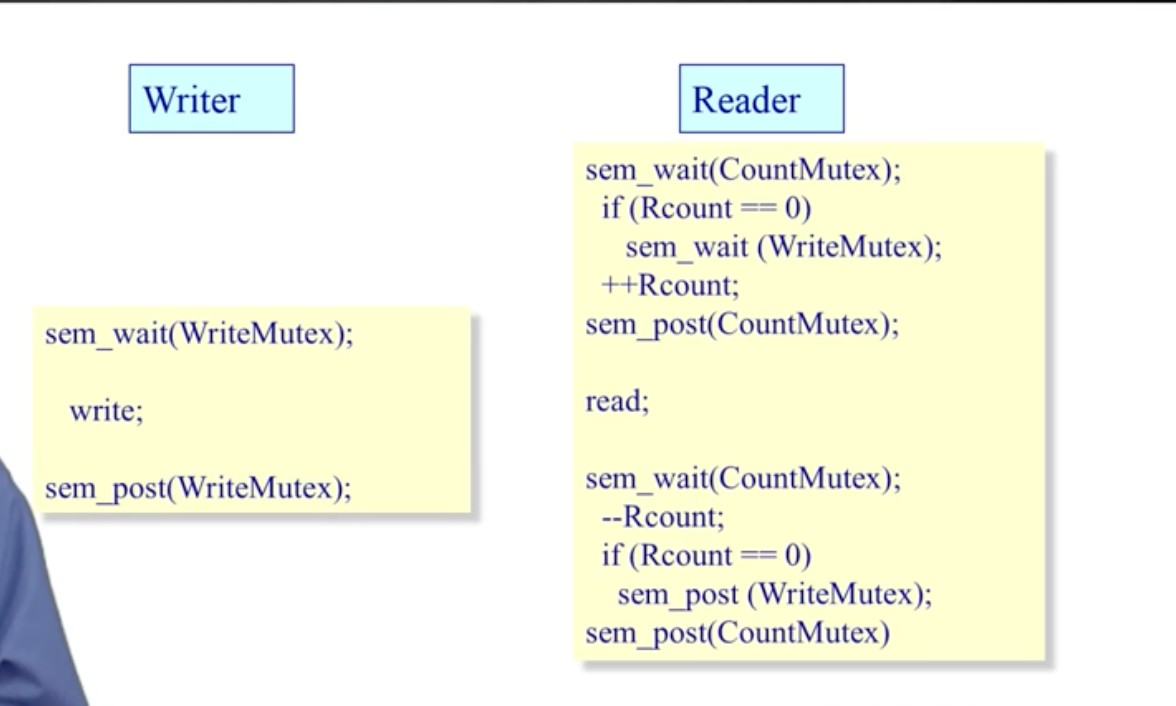 Writer
sem_wait(WriteMutex);
write;
sem_post(WriteMutex);
Reader
sem_wait(CountMutex);
if (Rcount == 0)
sem_wait (WriteMutex);
++Rcount;
sem_post(CountMutex);
read;
sem_wait(CountMutex);
--Rcount;
if (Rcount == 0)
sem_post (WriteMutex);
sem_post(CountMutex)